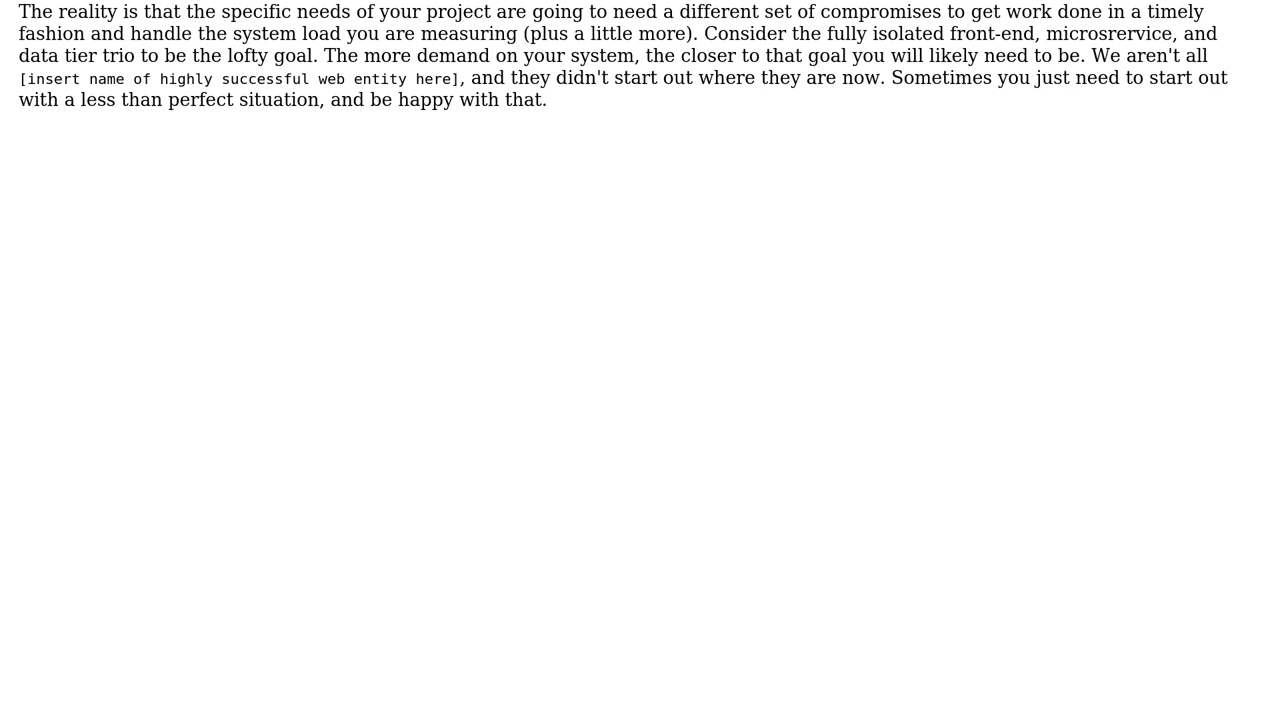 The reality is that the specific needs of your project are going to need a different set of compromises to get work done in a timely
fashion and handle the system load you are measuring (plus a little more). Consider the fully isolated front-end, microsrervice, and
data tier trio to be the lofty goal. The more demand on your system, the closer to that goal you will likely need to be. We aren't all
[insert name of highly successful web entity here], and they didn't start out where they are now. Sometimes you just need to start out
with a less than perfect situation, and be happy with that.